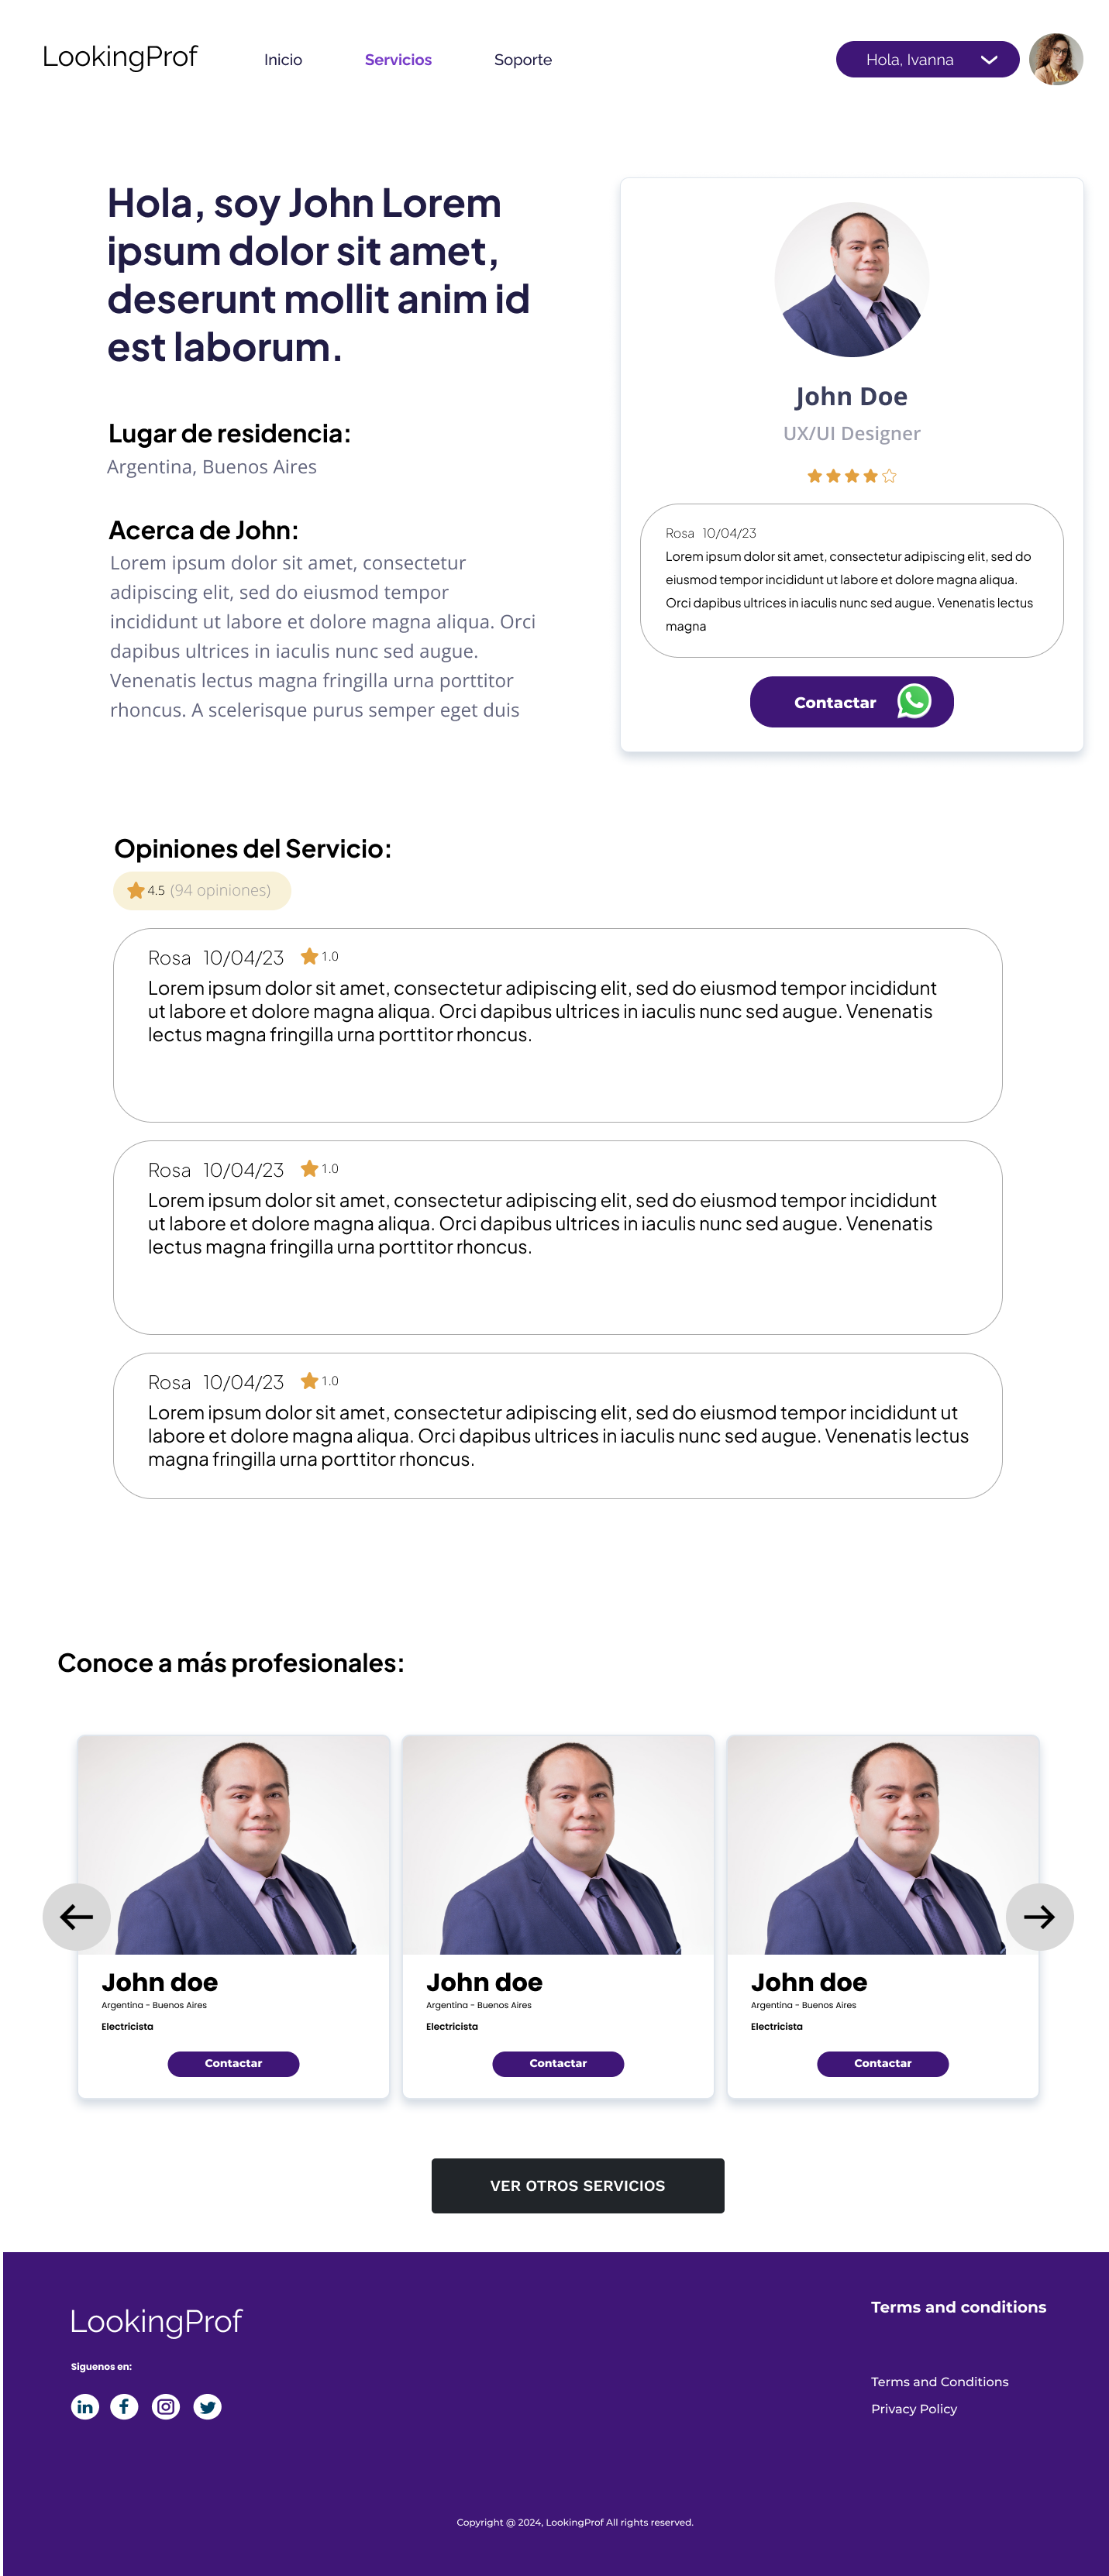 LookingProf
Inicio
Servicios
Soporte
Hola, Ivanna
Hola, soy John Lorem
ipsum dolor sit amet,
deserunt mollit anim id
est laborum.
Lugar de residencia:
Argentina, Buenos Aires
Acerca de John:
Lorem ipsum dolor sit amet, consectetur
adipiscing elit, sed do eiusmod tempor
incididunt ut labore et dolore magna aliqua. Orci
dapibus ultrices in iaculis nunc sed augue.
Venenatis lectus magna fringilla urna porttitor
rhoncus. A scelerisque purus semper eget duis
John Doe
UX/UI Designer
Rosa 10/04/23
Lorem ipsum dolor sit amet, consectetur adipiscing elit, sed do
eiusmod tempor incididunt ut labore et dolore magna aliqua.
Orci dapibus ultrices in iaculis nunc sed augue. Venenatis lectus
magna
Contactar
Opiniones del Servicio:
4.5 (94 opiniones)
Rosa 10/04/23 1.0
Lorem ipsum dolor sit amet, consectetur adipiscing elit, sed do eiusmod tempor incididunt
ut labore et dolore magna aliqua. Orci dapibus ultrices in iaculis nunc sed augue. Venenatis
lectus magna fringilla urna porttitor rhoncus.
Rosa 10/04/23 1.0
Lorem ipsum dolor sit amet, consectetur adipiscing elit, sed do eiusmod tempor incididunt
ut labore et dolore magna aliqua. Orci dapibus ultrices in iaculis nunc sed augue. Venenatis
lectus magna fringilla urna porttitor rhoncus.
Rosa 10/04/23 1.0
Lorem ipsum dolor sit amet, consectetur adipiscing elit, sed do eiusmod tempor incididunt ut
labore et dolore magna aliqua. Orci dapibus ultrices in iaculis nunc sed augue. Venenatis lectus
magna fringilla urna porttitor rhoncus.
Conoce a más profesionales:
John doe
Argentina - Buenos Aires
Electricista
Contactar
John doe
Argentina - Buenos Aires
Electricista
Contactar
John doe
Argentina - Buenos Aires
Electricista
Contactar
VER OTROS SERVICIOS
LookingProf
Siguenos en:
in
f
Terms and conditions
Terms and Conditions
Privacy Policy
Copyright @ 2024, LookingProf All rights reserved.